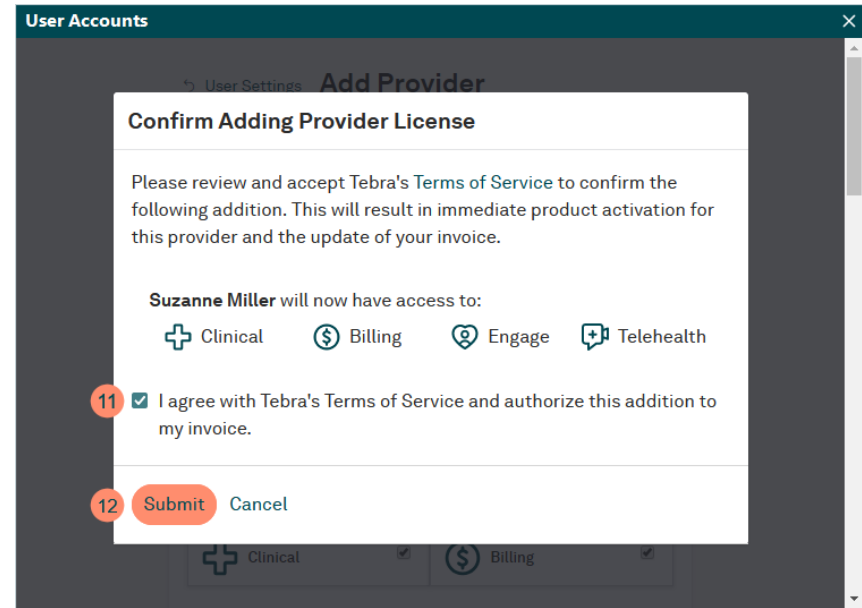 User Accounts
User Settings Add Provider
Confirm Adding Provider License
Please review and accept Tebra's Terms of Service to confirm the
following addition. This will result in immediate product activation for
this provider and the update of your invoice.
Suzanne Miller will now have access to:
Clinical Billing Engage Telehealth
11 I agree with Tebra's Terms of Service and authorize this addition to
my invoice.
12 Submit Cancel
Clinical Billing